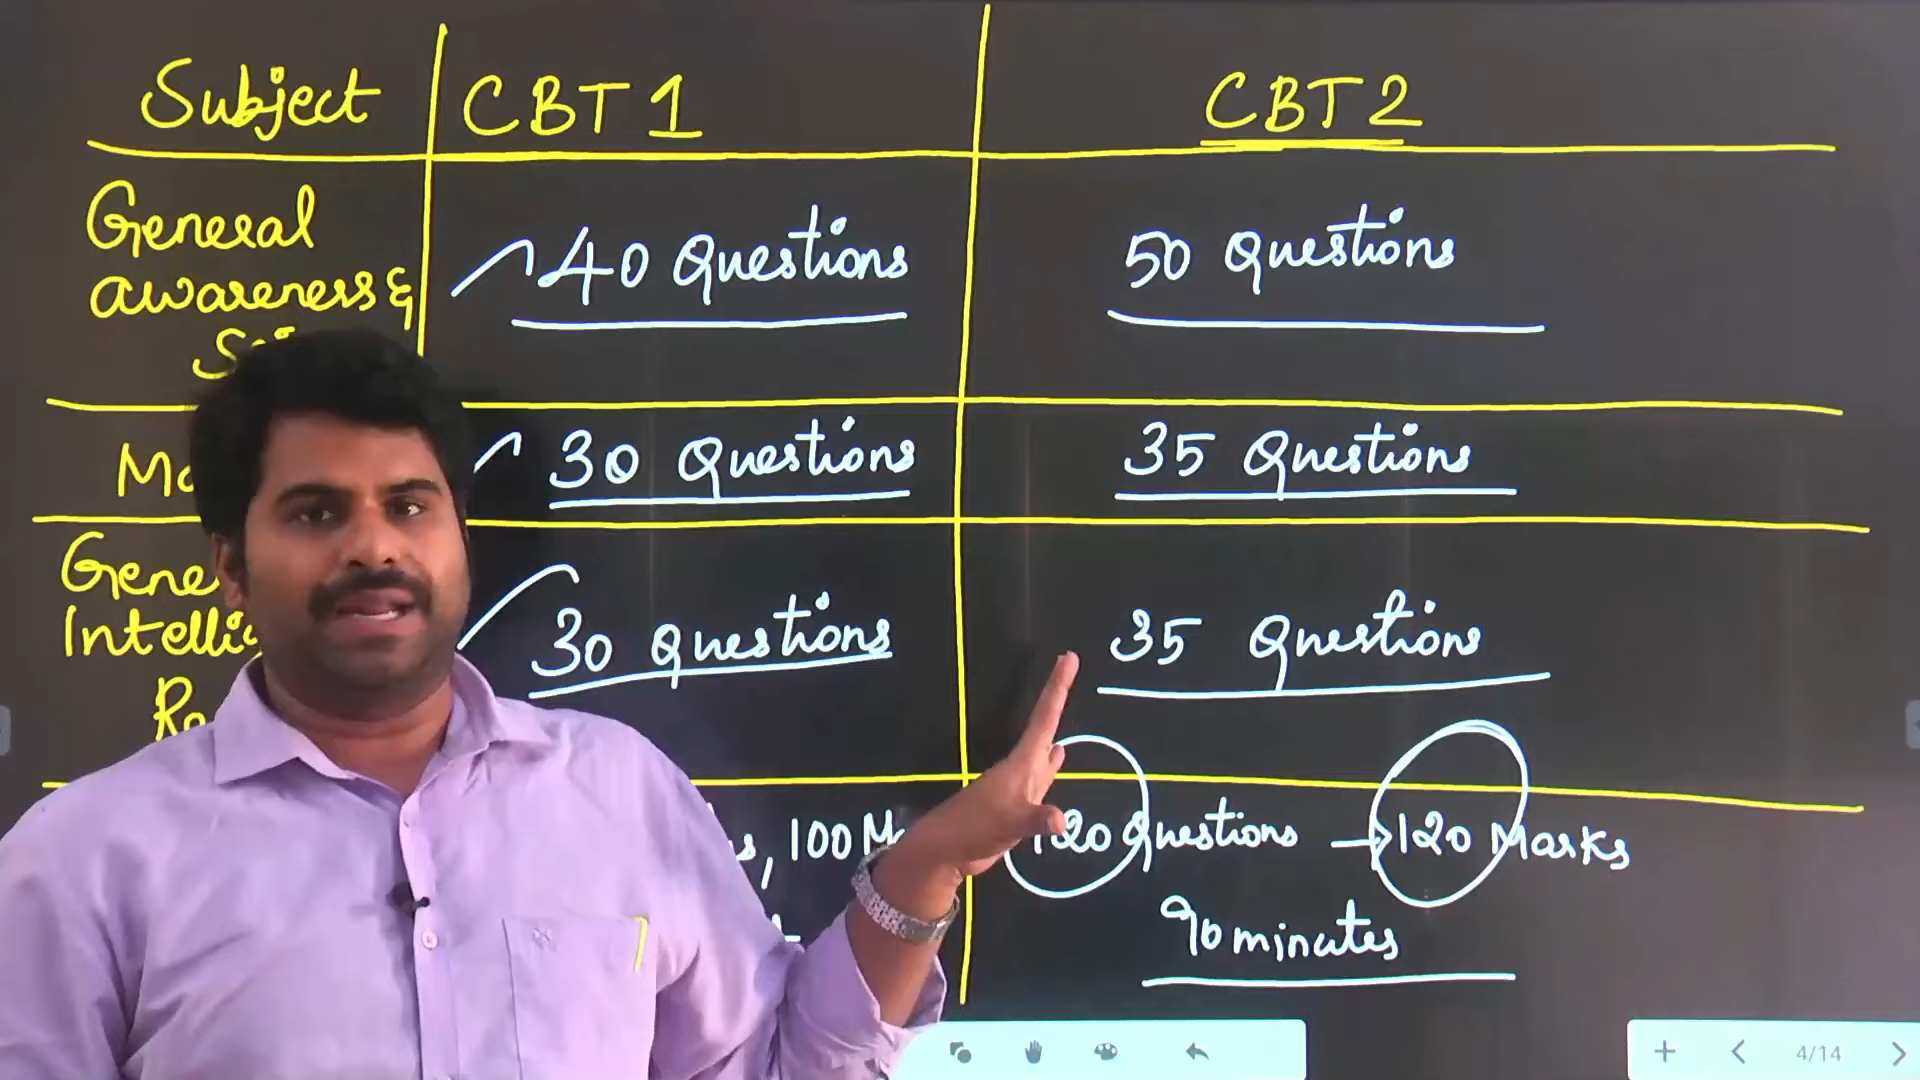 Subject CBT 1 CBT 2
General
awareness &
40 Questions 50 Questions
30 Questions 35 Questions
30 Questions 35 Questions
100 M
120 Questions → 120 Marks
90 minutes
4/14